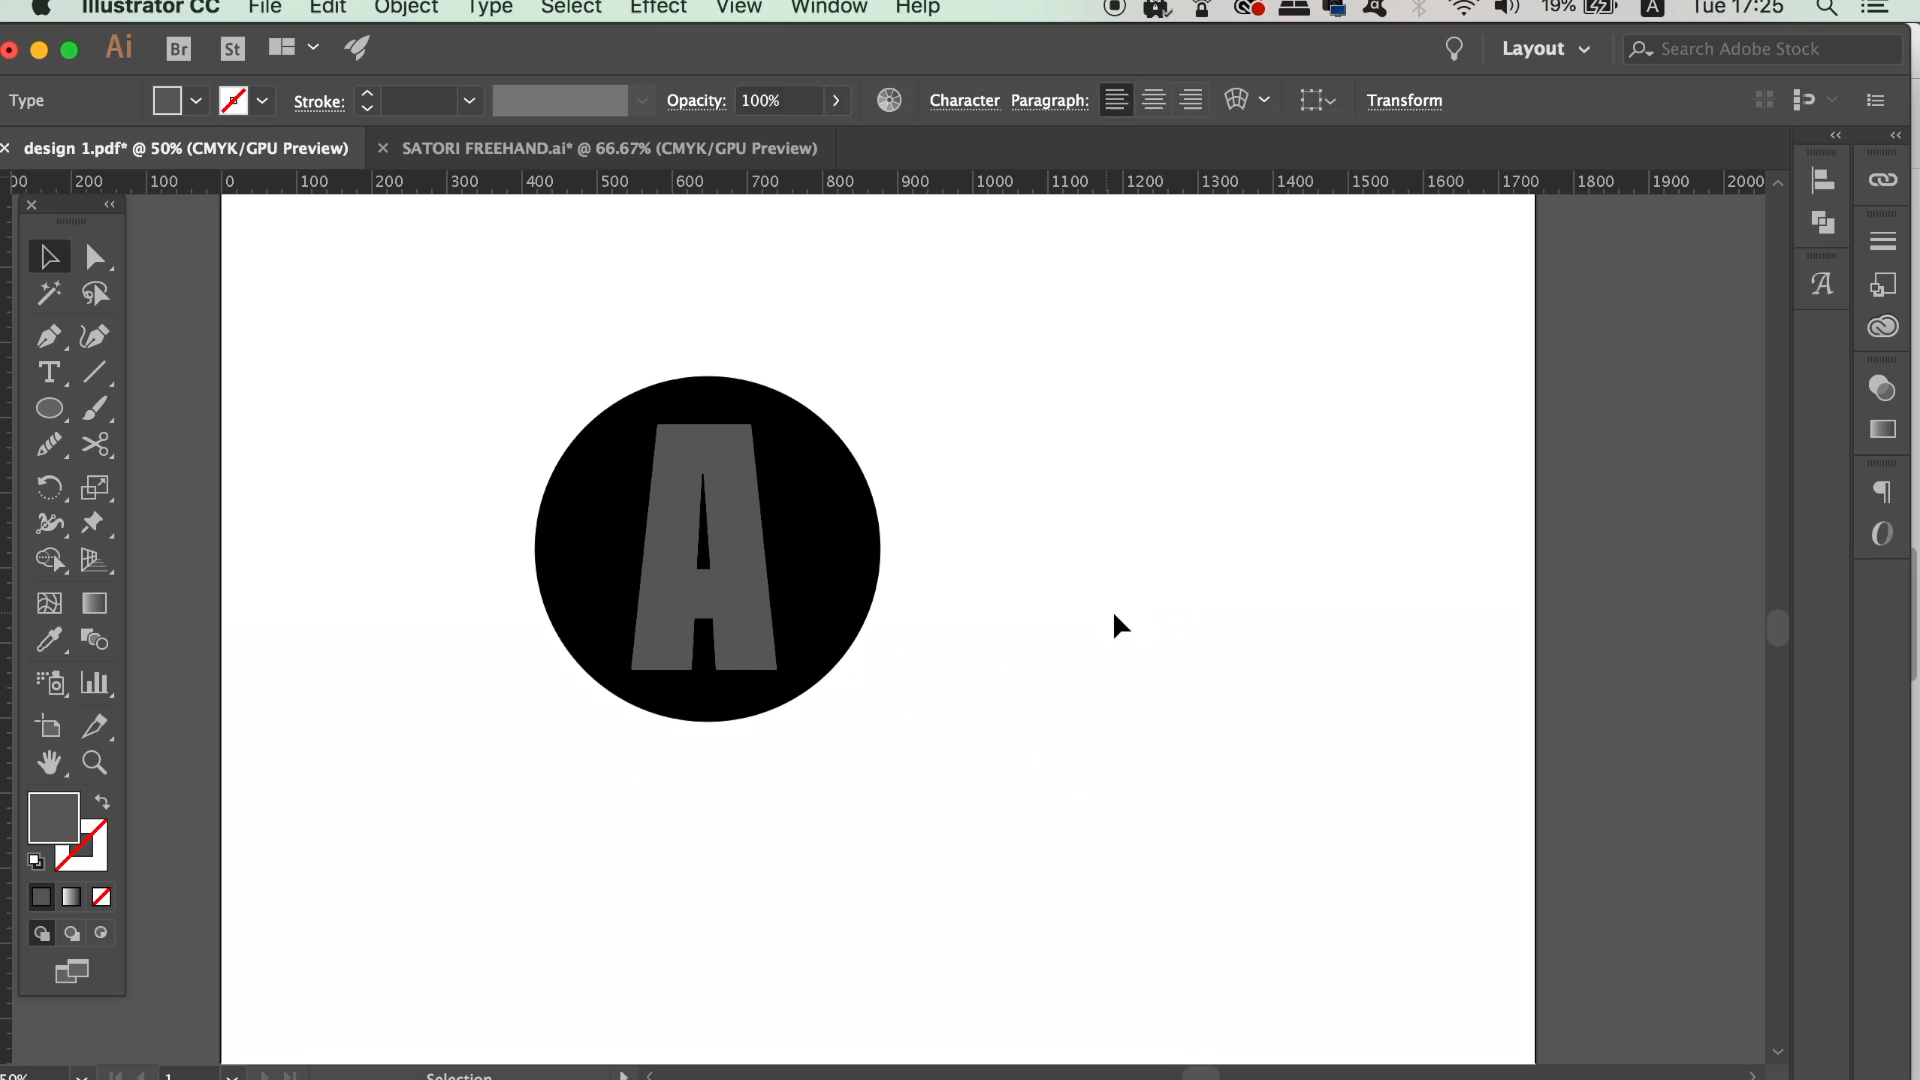 Illustrator CC File Edit Object Type Select Effect View Window Help 19% A Tue 17:25
Ai Br St Layout Search Adobe Stock
Type Stroke: Opacity: 100% Character Paragraph: Transform
design 1.pdf* @ 50% (CMYK/GPU Preview) SATORI FREEHAND.ai* @ 66.67% (CMYK/GPU Preview)
00 200 100 0 100 200 300 400 500 600 700 800 900 1000 1100 1200 1300 1400 1500 1600 1700 1800 1900 2000
A
50% 1 Selection